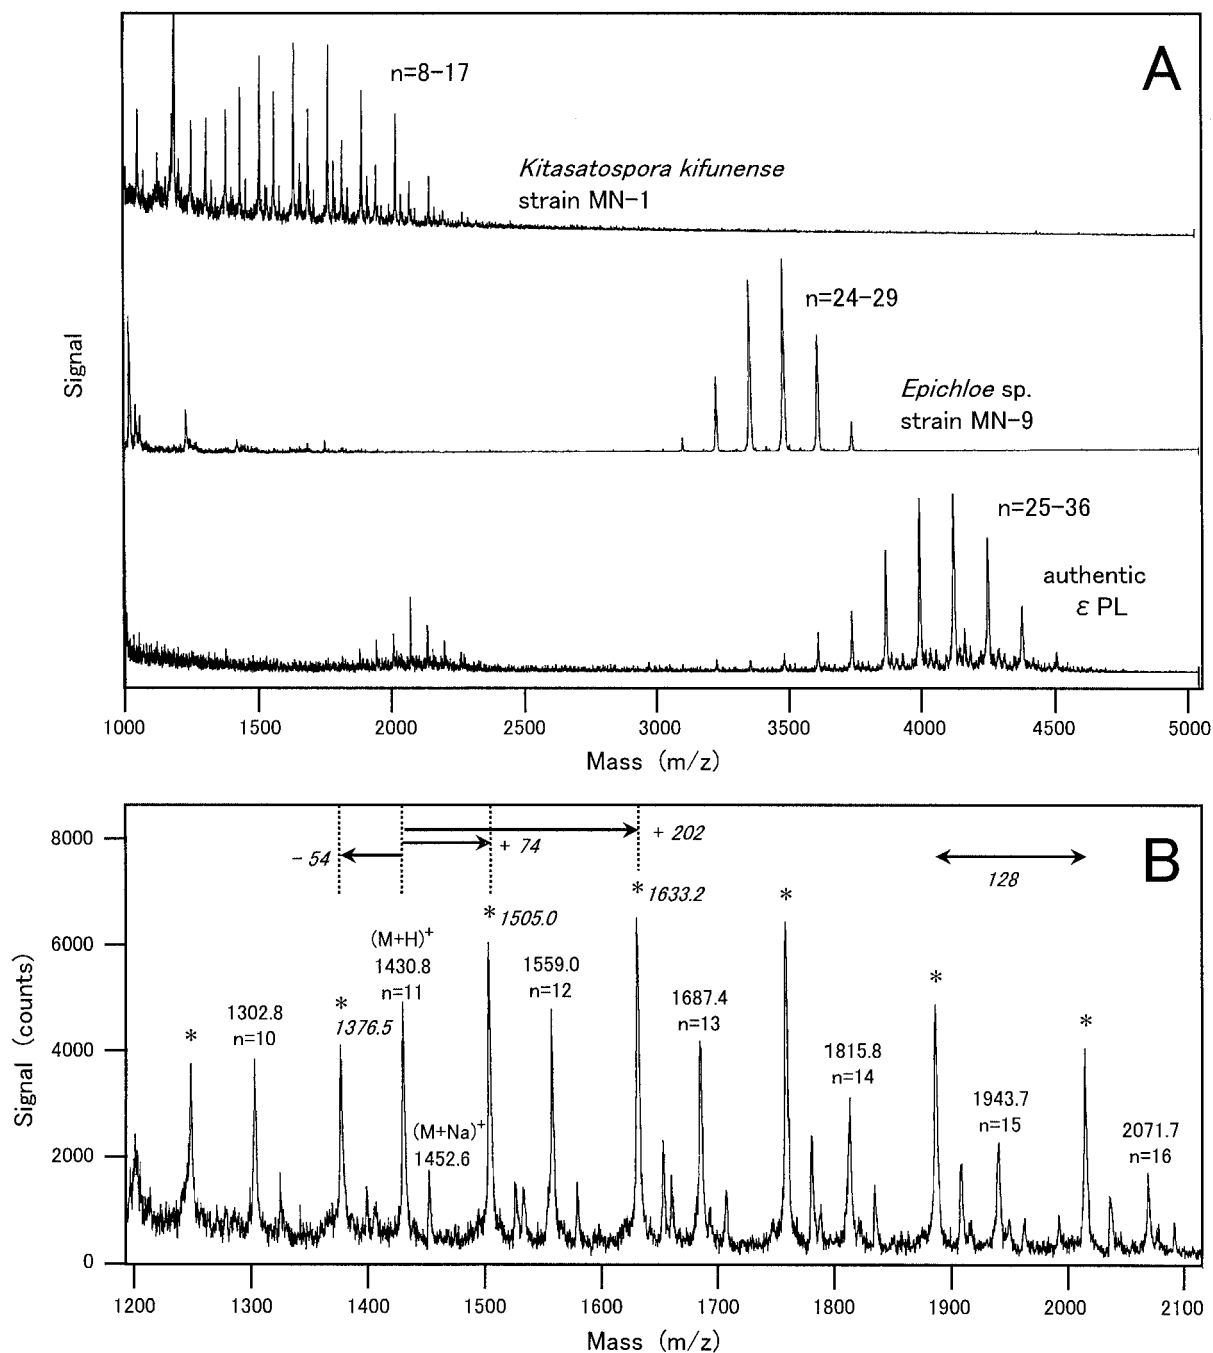 A
n=8-17
Kitasatospora kifunense
strain MN-1
n=24-29
Signal
Epichloe sp.
strain MN-9
n=25-36
authentic
ε PL
1000 1500 2000 2500 3000 3500 4000 4500 5000
Mass (m/z)
B
8000
6000
4000
2000
0
Signal (counts)
- 54
+ 74
+ 202
128
*
1302.8
n=10
*
1376.5
(M+H)+
1430.8
n=11
(M+Na)+
1452.6
* 1505.0
1559.0
n=12
* 1633.2
1687.4
n=13
*
1815.8
n=14
*
1943.7
n=15
*
2071.7
n=16
1200 1300 1400 1500 1600 1700 1800 1900 2000 2100
Mass (m/z)